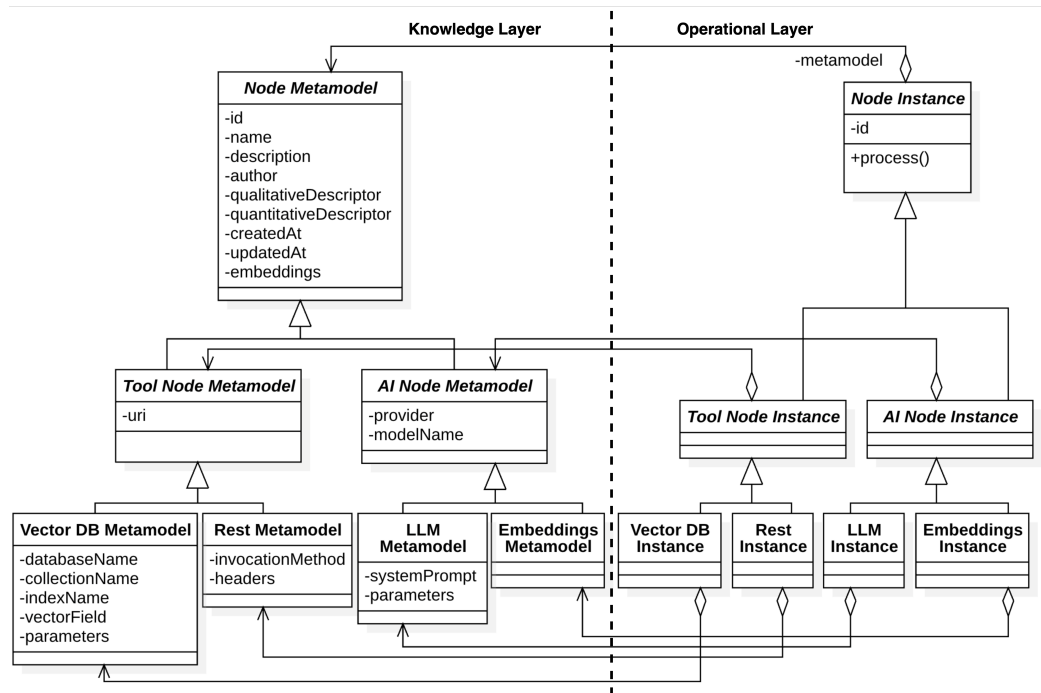 Knowledge Layer
Operational Layer
-metamodel
Node Metamodel
-id
-name
-description
-author
-qualitativeDescriptor
-quantitativeDescriptor
-createdAt
-updatedAt
-embeddings
Node Instance
-id
+process()
Tool Node Metamodel
-uri
AI Node Metamodel
-provider
-modelName
Tool Node Instance
AI Node Instance
Vector DB Metamodel
-databaseName
-collectionName
-indexName
-vectorField
-parameters
Rest Metamodel
-invocationMethod
-headers
LLM
Metamodel
-systemPrompt
-parameters
Embeddings
Metamodel
Vector DB
Instance
Rest
Instance
LLM
Instance
Embeddings
Instance